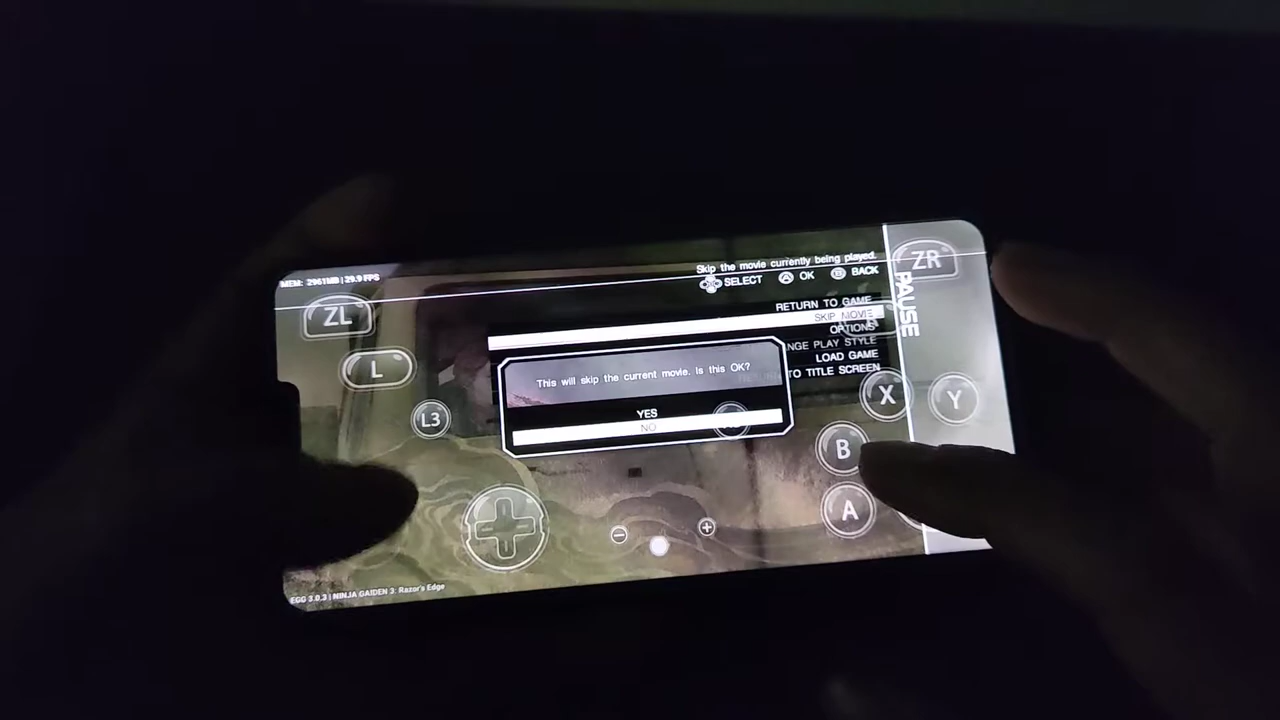 MEM: 2961MB | 29.9 FPS
Skip the movie currently being played.
SELECT A OK B BACK
ZL
ZR
PAUSE
RETURN TO GAME
SKIP MOVIE
OPTIONS
NGE PLAY STYLE
LOAD GAME
TO TITLE SCREEN
L
This will skip the current movie. Is this OK?
YES
NO
L3
X
Y
B
A
EGG 3.0.3 | NINJA GAIDEN 3: Razor's Edge